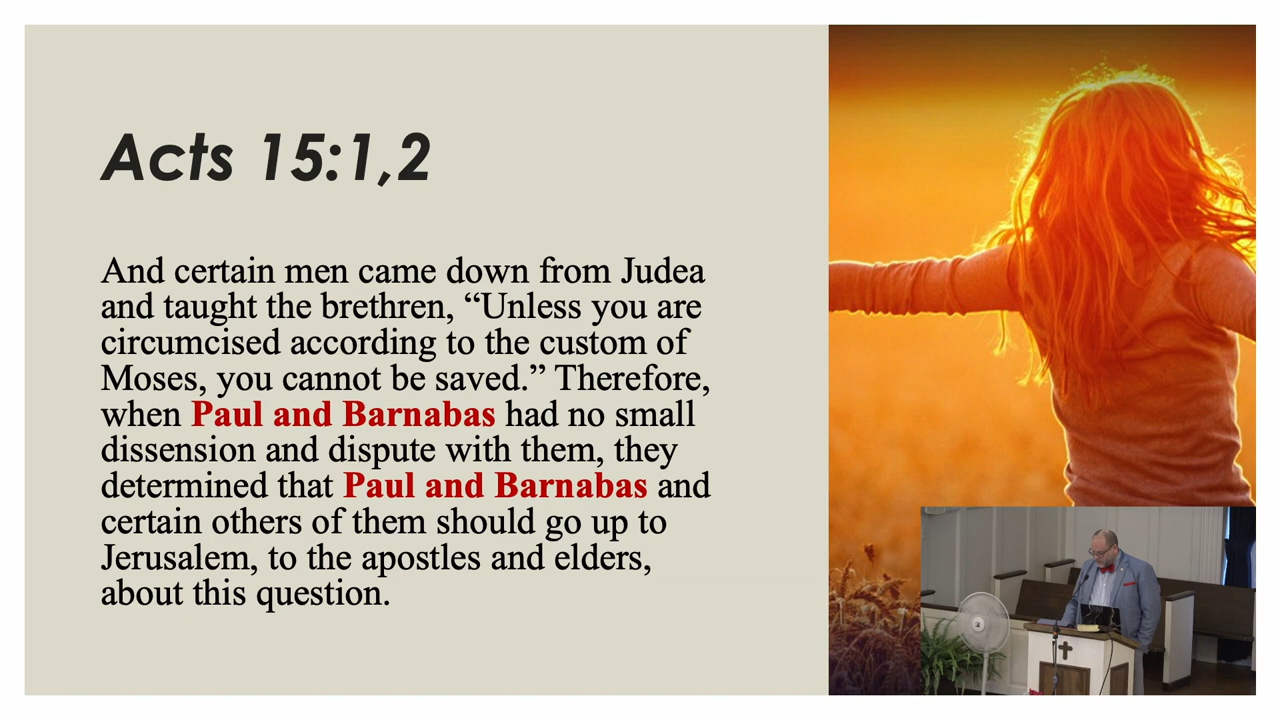 Acts 15:1,2
And certain men came down from Judea
and taught the brethren, “Unless you are
circumcised according to the custom of
Moses, you cannot be saved.” Therefore,
when Paul and Barnabas had no small
dissension and dispute with them, they
determined that Paul and Barnabas and
certain others of them should go up to
Jerusalem, to the apostles and elders,
about this question.